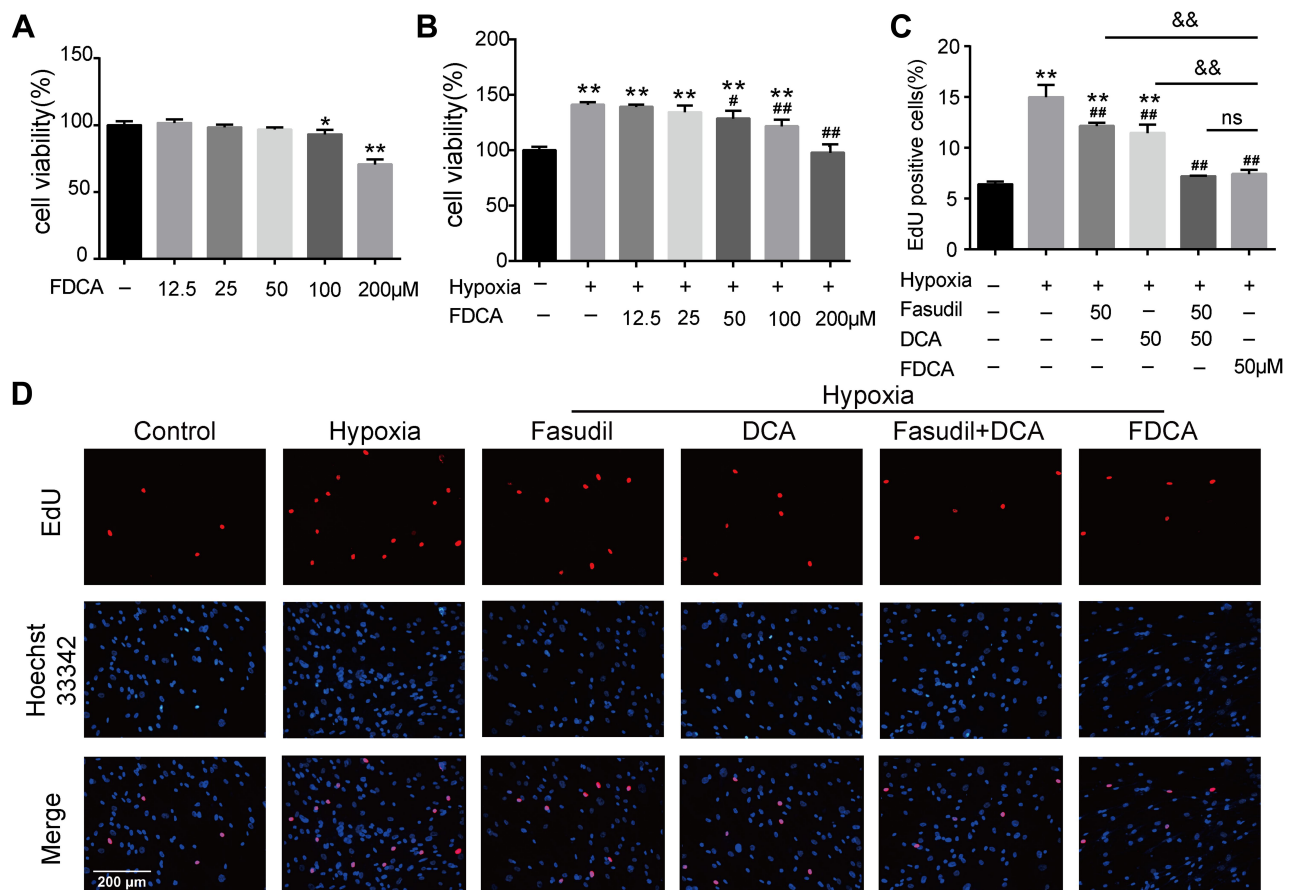 A
cell viability(%)
150
100
50
0
* **
FDCA – 12.5 25 50 100 200μM
B
cell viability(%)
200
150
100
50
0
** ** ** ** **
# ## ##
Hypoxia – + + + + + +
FDCA – – 12.5 25 50 100 200μM
C
EdU positive cells(%)
20
15
10
5
0
&&
&&
ns
** ** **
## ## ## ##
Hypoxia – + + + + +
Fasudil – – 50 – 50 –
DCA – – – 50 50 –
FDCA – – – – – 50μM
D
Hypoxia
Control Hypoxia Fasudil DCA Fasudil+DCA FDCA
EdU
Hoechst
33342
Merge
200 μm